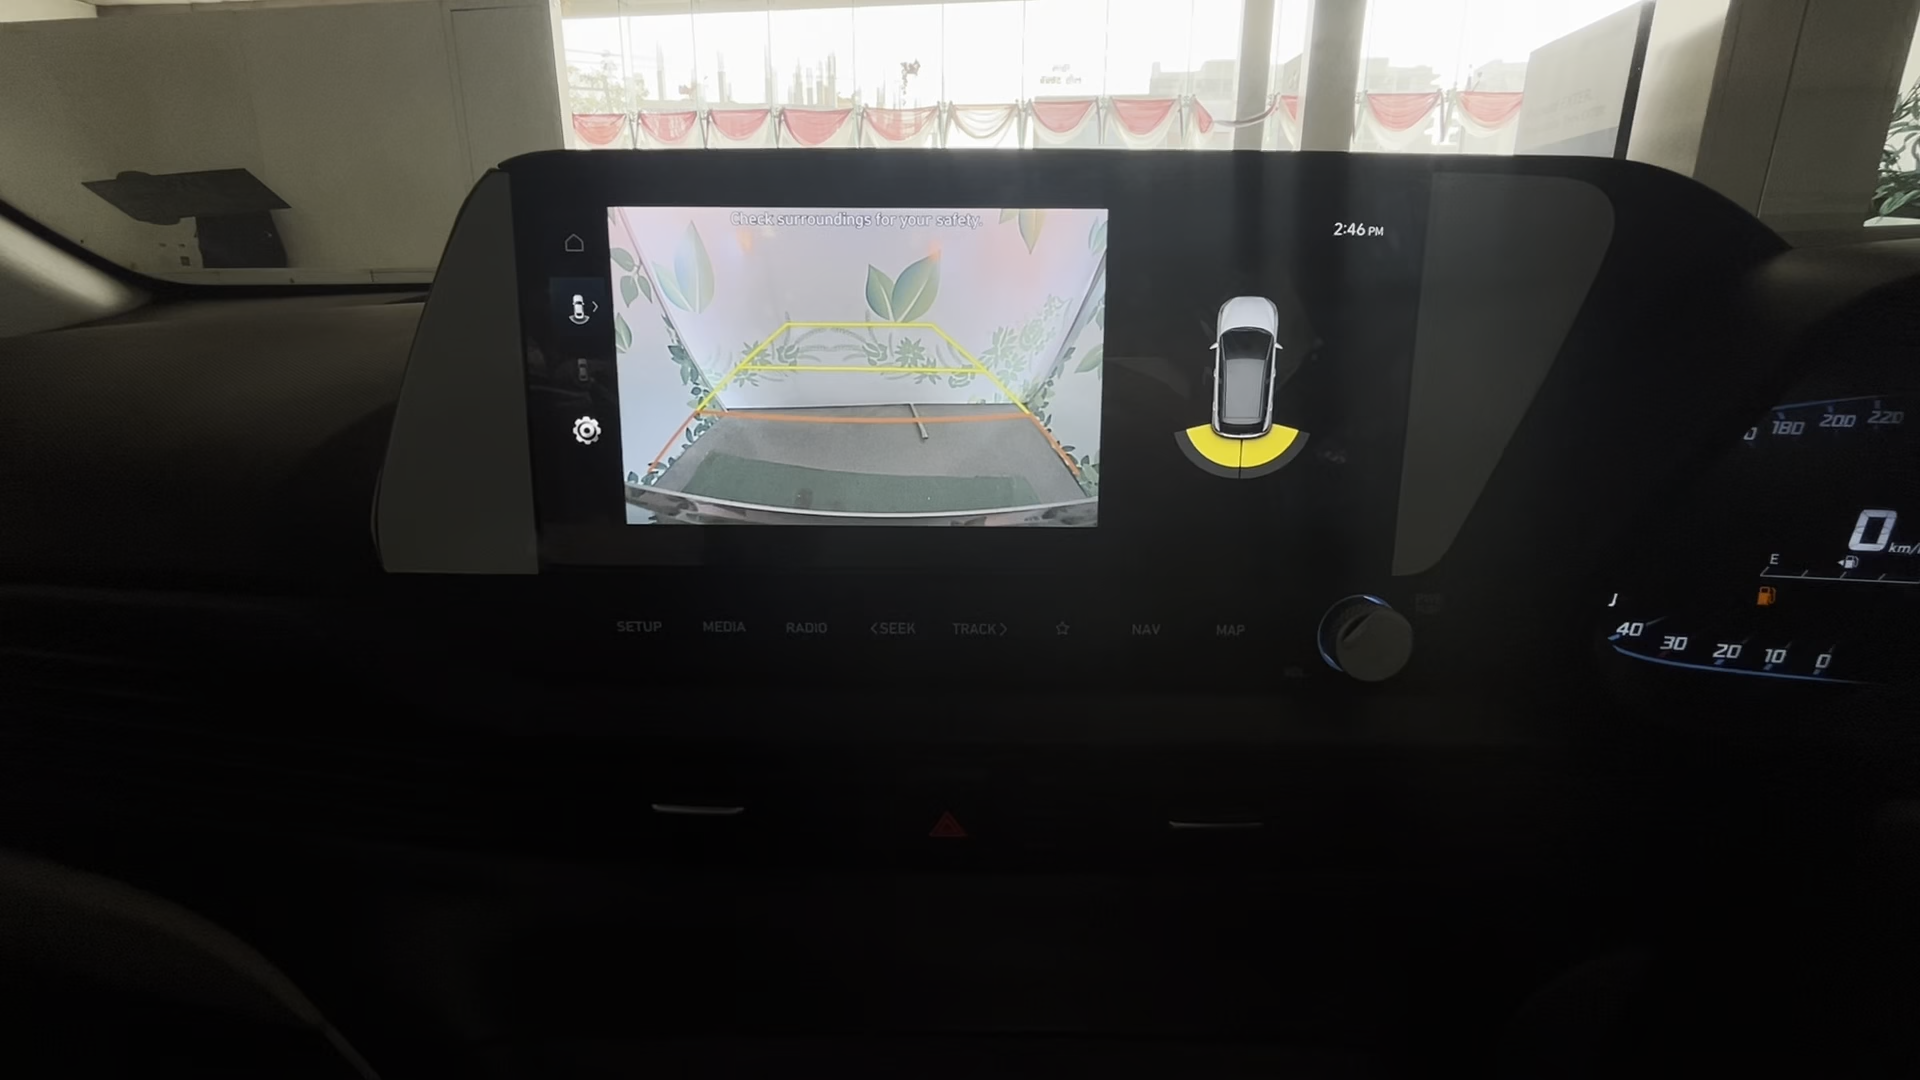 Check surroundings for your safety.
2:46 PM
180 200 220
0 km/
E
40 30 20 10 0
SETUP MEDIA RADIO <SEEK TRACK> NAV MAP